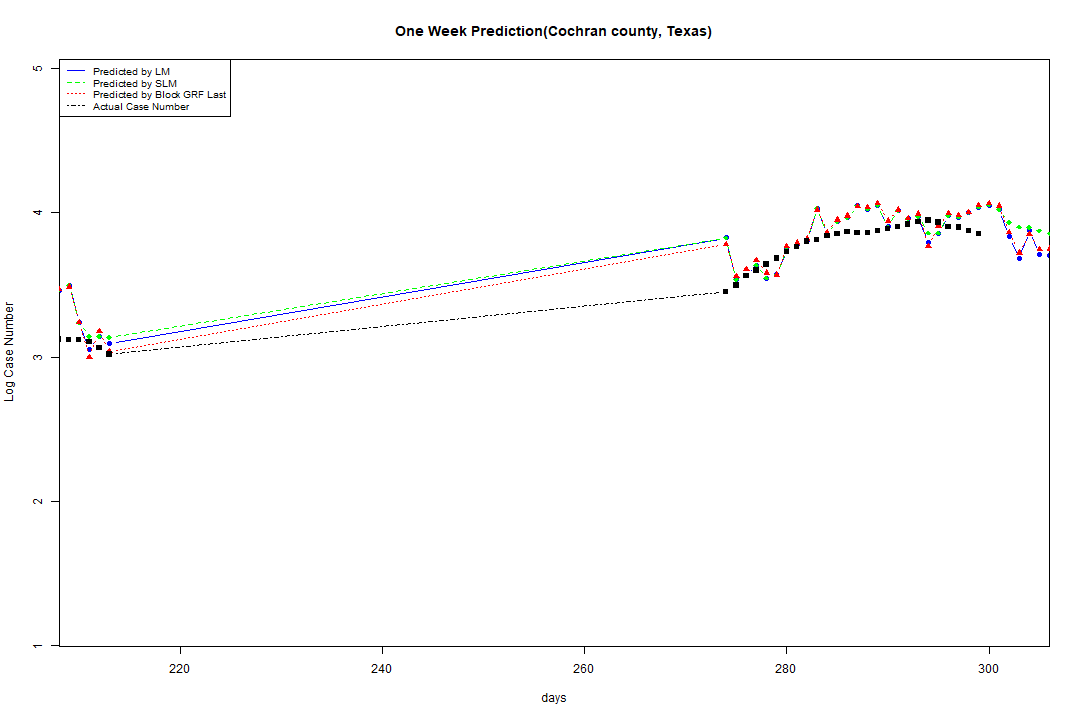 One Week Prediction(Cochran county, Texas)
Predicted by LM
Predicted by SLM
Predicted by Block GRF Last
Actual Case Number
5
4
3
2
1
Log Case Number
220 240 260 280 300
days